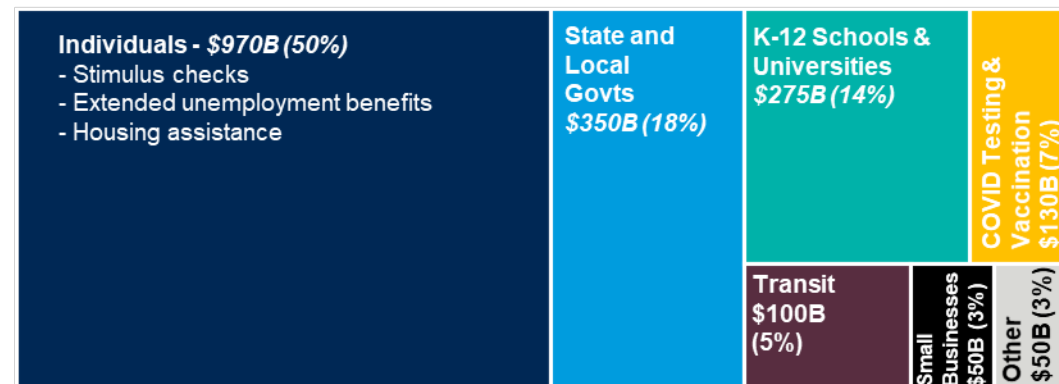 Individuals - $970B (50%)
- Stimulus checks
- Extended unemployment benefits
- Housing assistance
State and
Local
Govts
$350B (18%)
K-12 Schools &
Universities
$275B (14%)
COVID Testing &
Vaccination
$130B (7%)
Transit
$100B
(5%)
Small
Businesses
$50B (3%)
Other
$50B (3%)